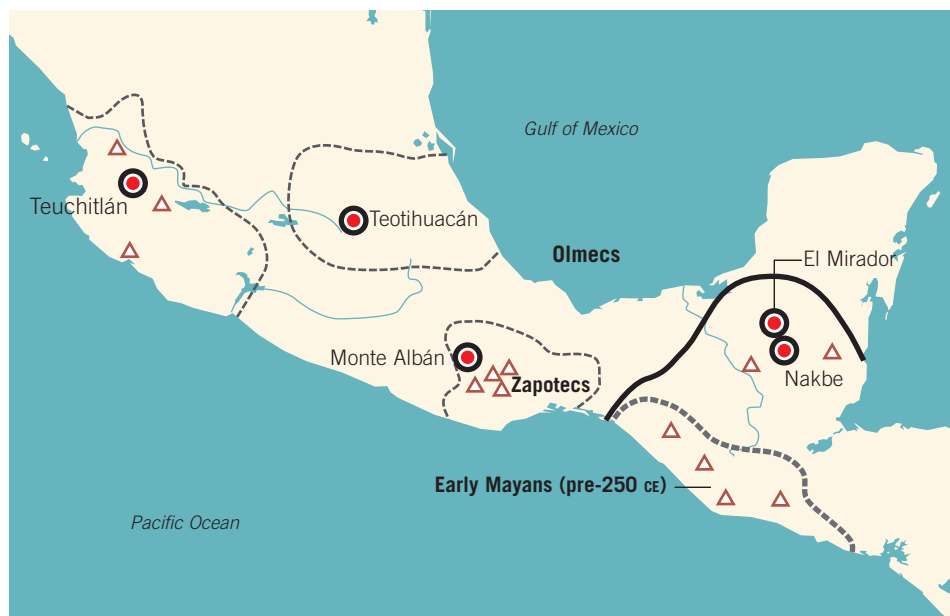 Gulf of Mexico
Teuchitlán
Teotihuacán
Olmecs
El Mirador
Monte Albán
Zapotecs
Nakbe
Early Mayans (pre-250 CE)
Pacific Ocean